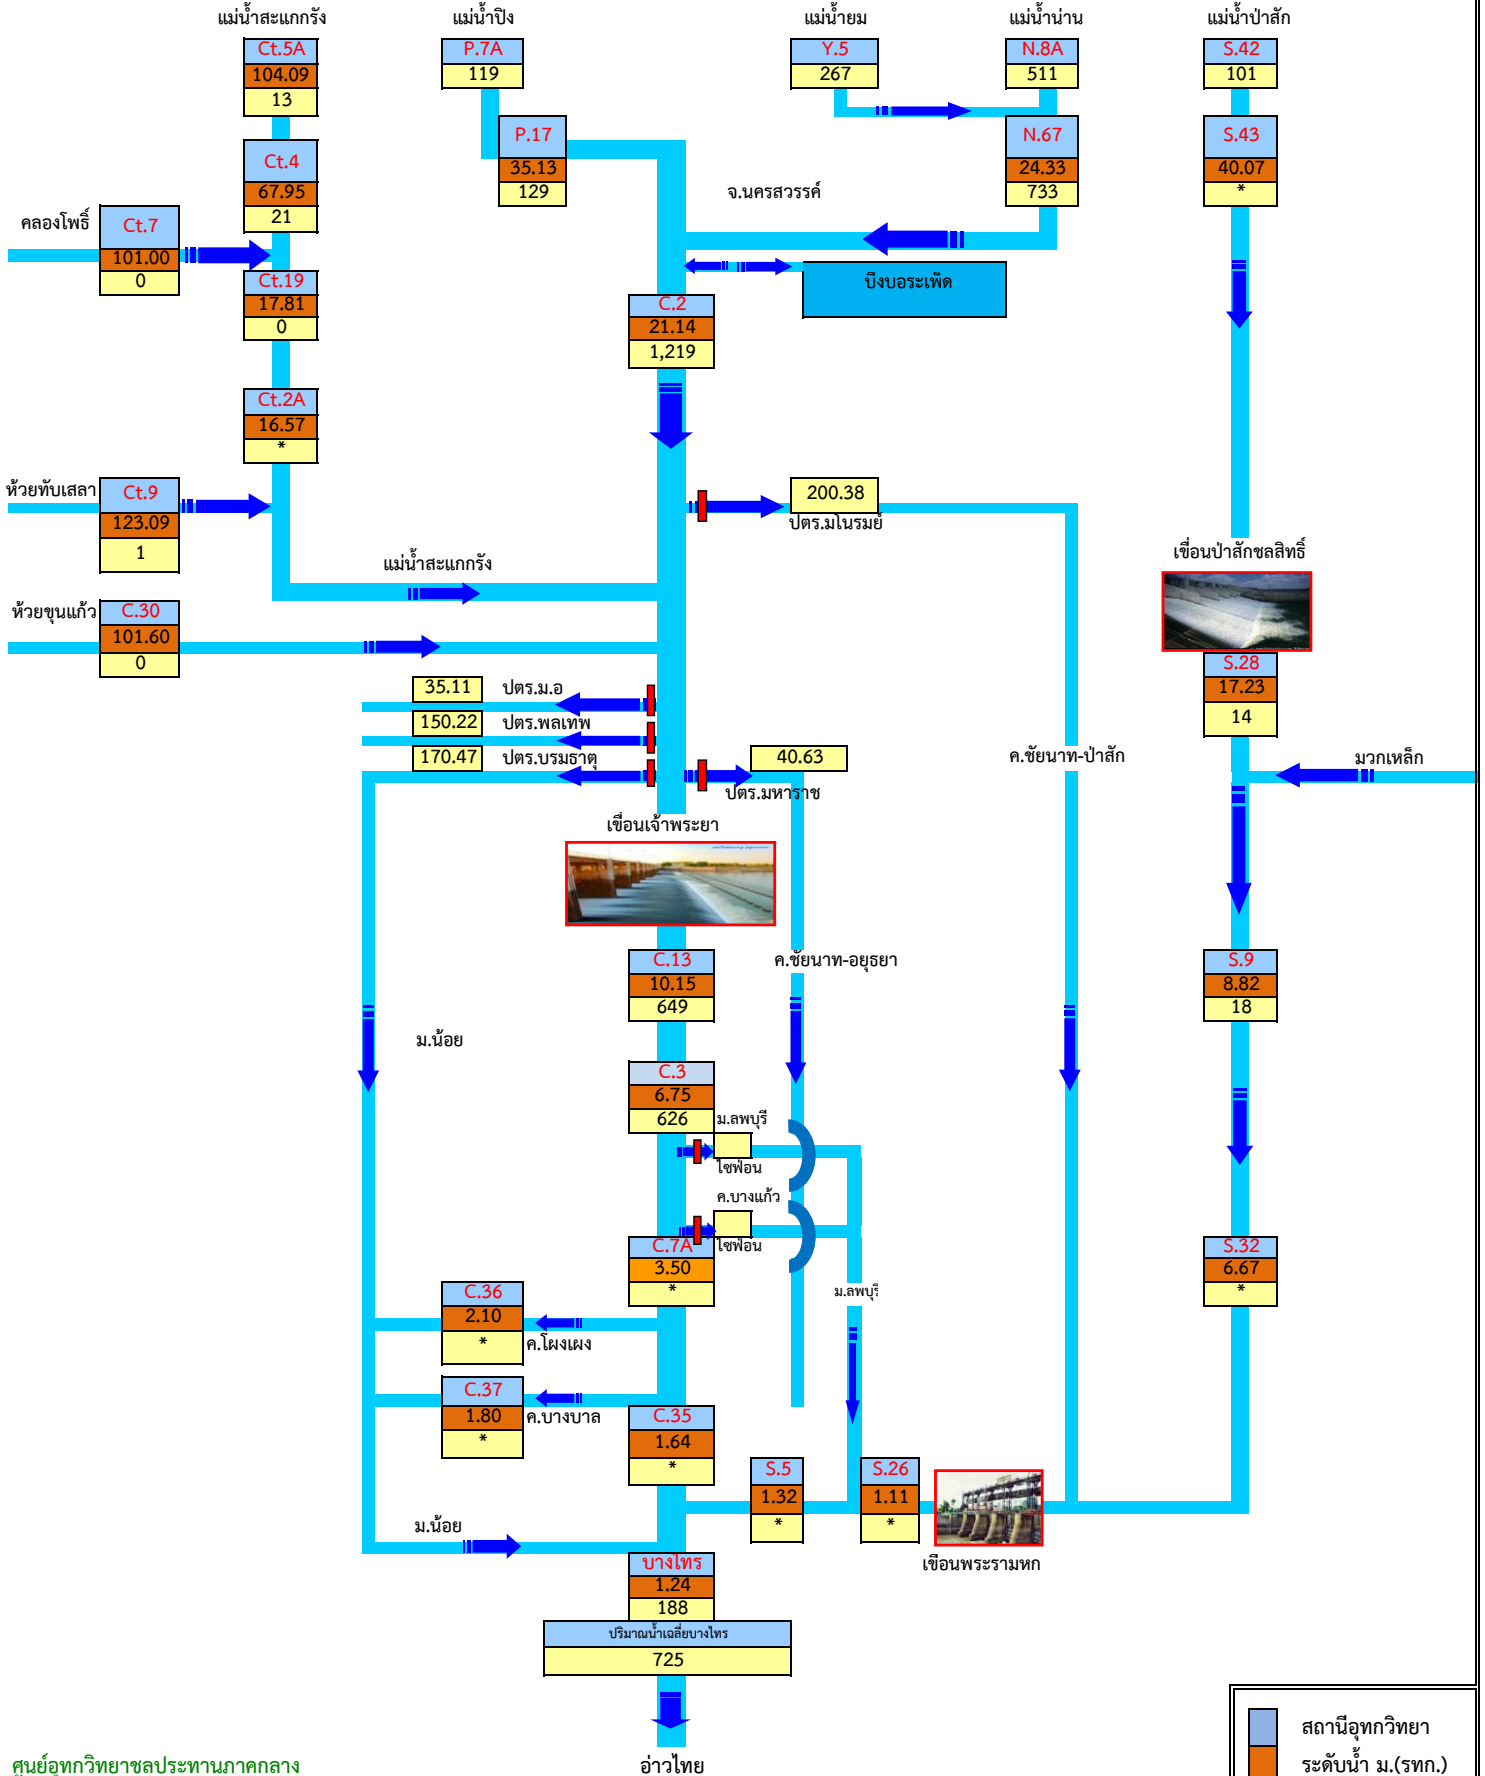 แม่น้ำสะแกกรัง
แม่น้ำปิง
แม่น้ำยม
แม่น้ำน่าน
แม่น้ำป่าสัก
Ct.5A
104.09
13
P.7A
119
Y.5
267
N.8A
511
S.42
101
Ct.4
67.95
21
P.17
35.13
129
N.67
24.33
733
S.43
40.07
*
จ.นครสวรรค์
คลองโพธิ์
Ct.7
101.00
0
Ct.19
17.81
0
บึงบอระเพ็ด
C.2
21.14
1,219
Ct.2A
16.57
*
ห้วยทับเสลา
Ct.9
123.09
1
200.38
ปตร.มโนรมย์
แม่น้ำสะแกกรัง
เขื่อนป่าสักชลสิทธิ์
ห้วยขุนแก้ว
C.30
101.60
0
S.28
17.23
14
35.11
ปตร.ม.อ
150.22
ปตร.พลเทพ
170.47
ปตร.บรมธาตุ
40.63
ปตร.มหาราช
ค.ชัยนาท-ป่าสัก
มวกเหล็ก
เขื่อนเจ้าพระยา
C.13
10.15
649
ค.ชัยนาท-อยุธยา
S.9
8.82
18
ม.น้อย
C.3
6.75
626
ม.ลพบุรี
ไซฟ่อน
ค.บางแก้ว
ไซฟ่อน
C.7A
3.50
*
S.32
6.67
*
ม.ลพบุรี
C.36
2.10
*
ค.โผงเผง
C.37
1.80
*
ค.บางบาล
C.35
1.64
*
S.5
1.32
*
S.26
1.11
*
ม.น้อย
เขื่อนพระรามหก
บางไทร
1.24
188
ปริมาณน้ำเฉลี่ยบางไทร
725
สถานีอุทกวิทยา
ระดับน้ำ ม.(รทก.)
ศูนย์อุทกวิทยาชลประทานภาคกลาง
อ่าวไทย